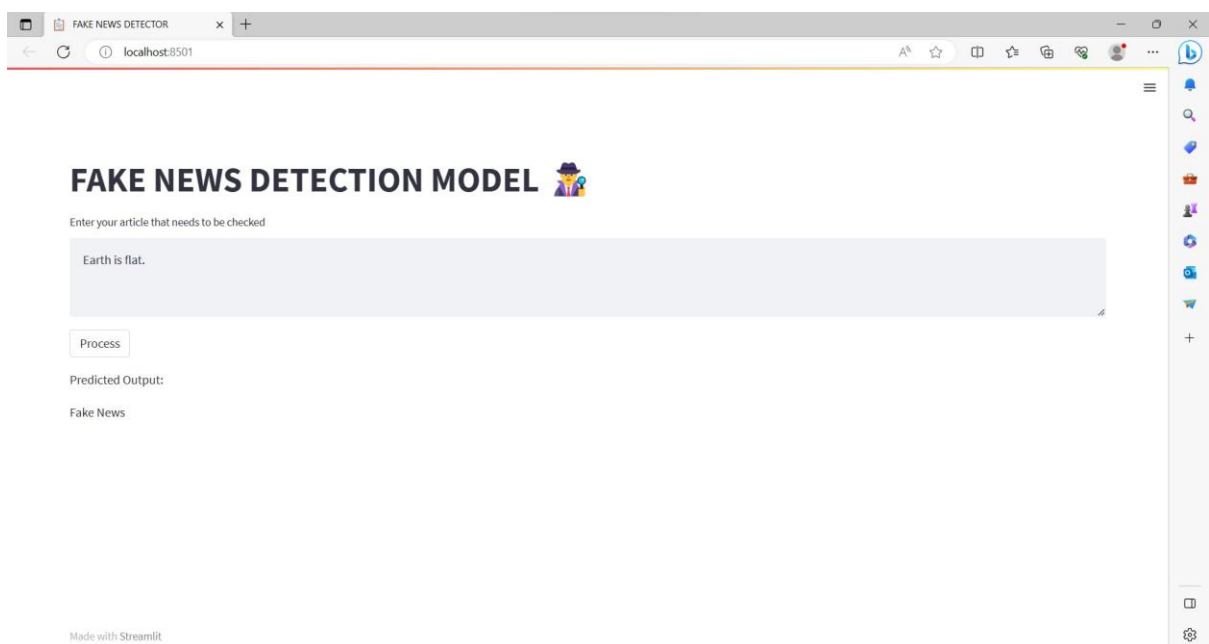 FAKE NEWS DETECTOR
localhost:8501
FAKE NEWS DETECTION MODEL
Enter your article that needs to be checked
Earth is flat.
Process
Predicted Output:
Fake News
Made with Streamlit